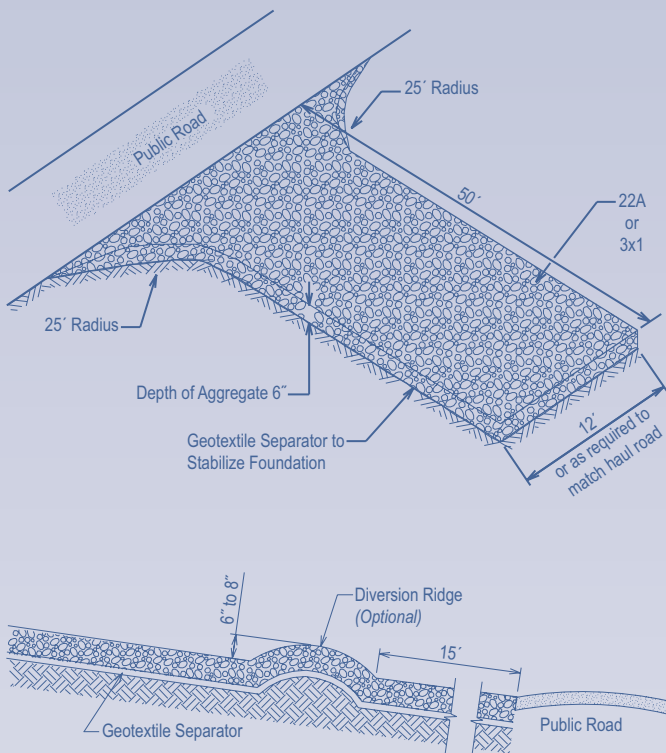 Public Road
25´ Radius
50´
22A
or
3x1
25´ Radius
Depth of Aggregate 6˝
Geotextile Separator to
Stabilize Foundation
12´
or as required to
match haul road
6˝ to 8˝
Diversion Ridge
(Optional)
15´
Geotextile Separator
Public Road